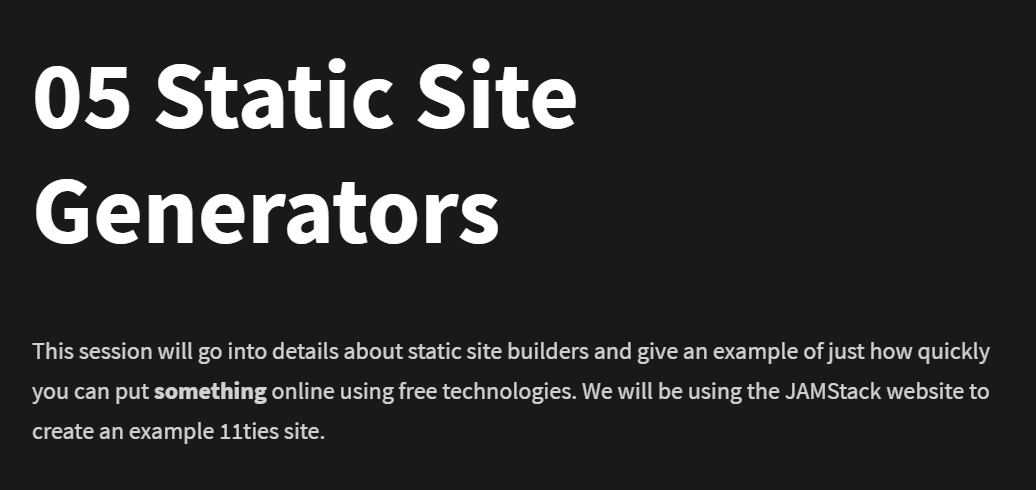 05 Static Site
Generators
This session will go into details about static site builders and give an example of just how quickly
you can put something online using free technologies. We will be using the JAMStack website to
create an example 11ties site.